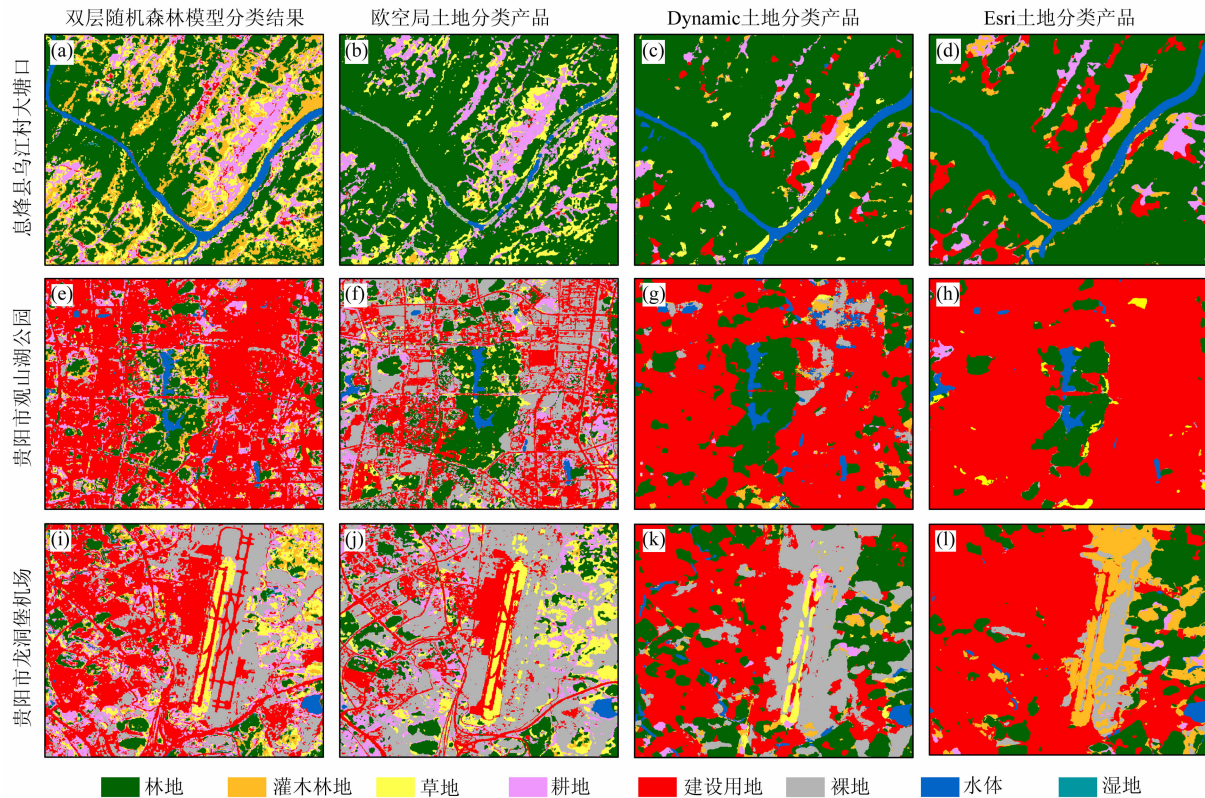 双层随机森林模型分类结果 欧空局土地分类产品 Dynamic土地分类产品 Esri土地分类产品
息烽县乌江村大塘口
(a) (b) (c) (d)
贵阳市观山湖公园
(e) (f) (g) (h)
贵阳市龙洞堡机场
(i) (j) (k) (l)
林地 灌木林地 草地 耕地 建设用地 裸地 水体 湿地